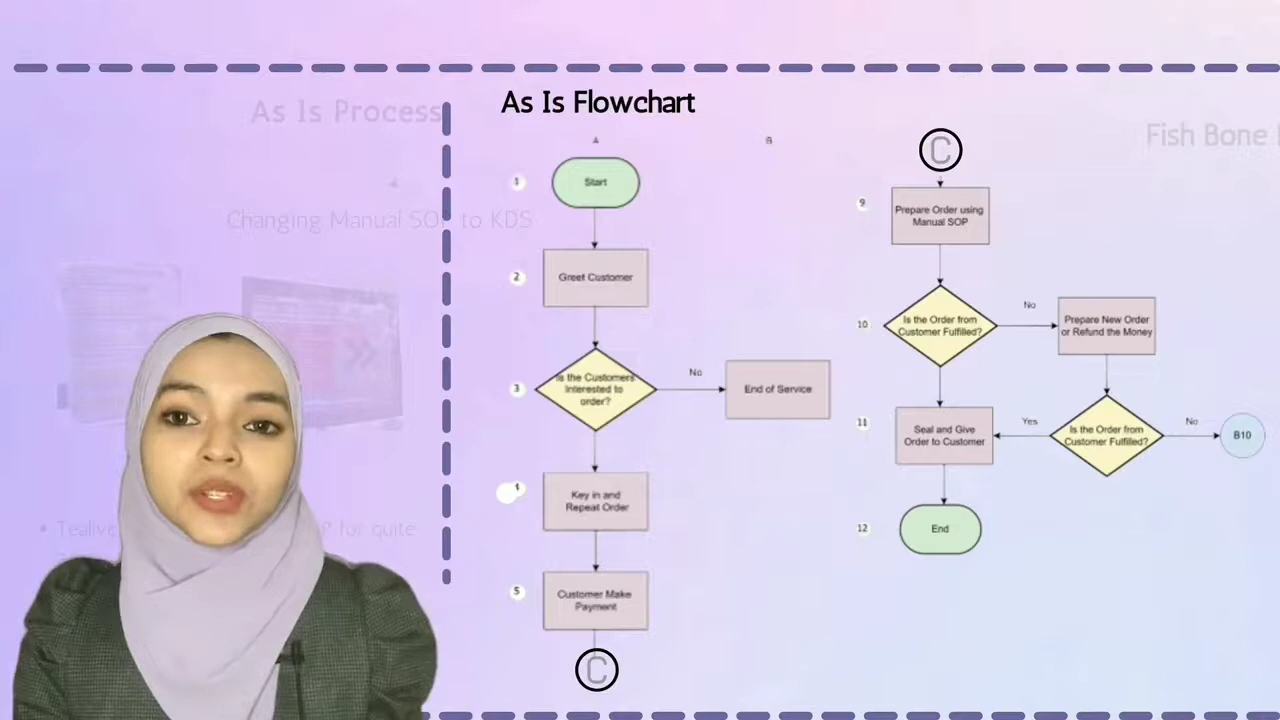 As Is Process
As Is Flowchart
Fish Bone
A
B
Changing Manual SOP to KDS
1
Start
2
Greet Customer
3
Is the Customers
Interested to
order?
No
End of Service
Key in and
Repeat Order
5
Customer Make
Payment
C
C
9
Prepare Order using
Manual SOP
10
Is the Order from
Customer Fulfilled?
No
Prepare New Order
or Refund the Money
11
Seal and Give
Order to Customer
Yes
Is the Order from
Customer Fulfilled?
No
B10
12
End
for quite